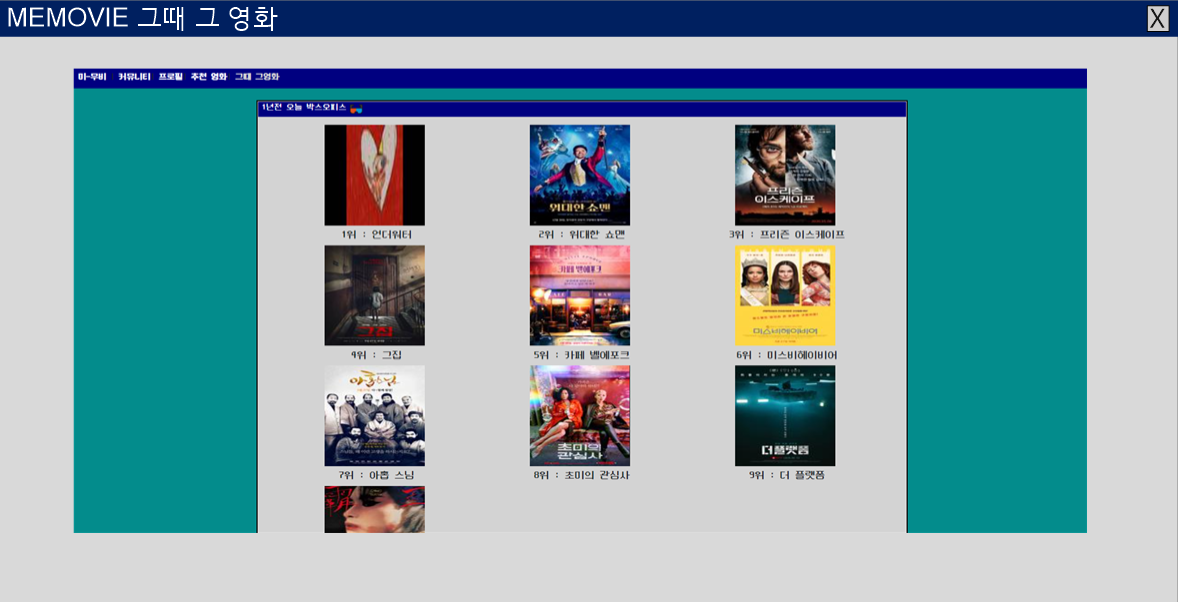 MEMOVIE 그때 그 영화
X
미-무비 커뮤니티 프로필 추천 영화 그때 그영화
1년전 오늘 박스오피스
위대한 쇼맨
프리즌
이스케이프
1위 : 언더워터
2위 : 위대한 쇼맨
3위 : 프리즌 이스케이프
그집
카페 벨에포크
미스비헤이비어
4위 : 그집
5위 : 카페 벨에포크
6위 : 미스비헤이비어
아홉스님
초미의
관심사
더 플랫폼
7위 : 아홉 스님
8위 : 초미의 관심사
9위 : 더 플랫폼